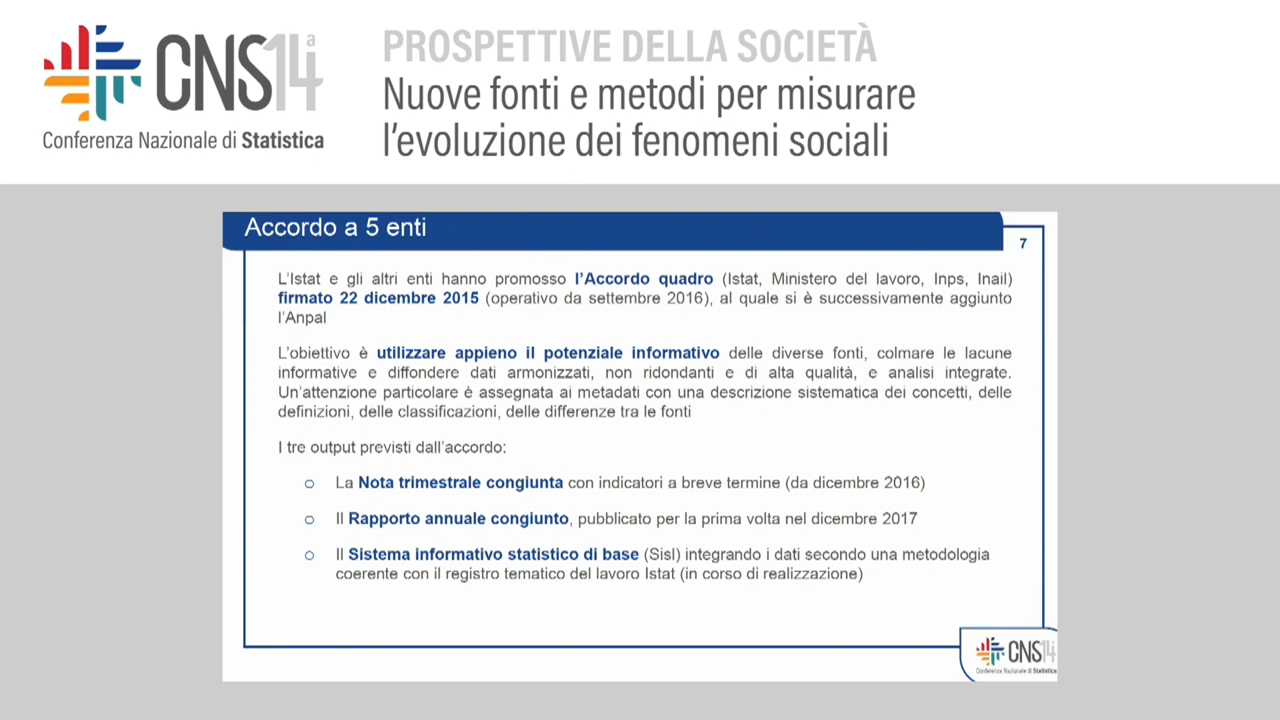 CNS14ª
Conferenza Nazionale di Statistica
PROSPETTIVE DELLA SOCIETÀ
Nuove fonti e metodi per misurare
l'evoluzione dei fenomeni sociali
Accordo a 5 enti
7
L'Istat e gli altri enti hanno promosso l'Accordo quadro (Istat, Ministero del lavoro, Inps, Inail)
firmato 22 dicembre 2015 (operativo da settembre 2016), al quale si è successivamente aggiunto
l'Anpal
L'obiettivo è utilizzare appieno il potenziale informativo delle diverse fonti, colmare le lacune
informative e diffondere dati armonizzati, non ridondanti e di alta qualità, e analisi integrate.
Un'attenzione particolare è assegnata ai metadati con una descrizione sistematica dei concetti, delle
definizioni, delle classificazioni, delle differenze tra le fonti
I tre output previsti dall'accordo:
o La Nota trimestrale congiunta con indicatori a breve termine (da dicembre 2016)
o Il Rapporto annuale congiunto, pubblicato per la prima volta nel dicembre 2017
o Il Sistema informativo statistico di base (Sisl) integrando i dati secondo una metodologia
coerente con il registro tematico del lavoro Istat (in corso di realizzazione)
CNS14
Conferenza Nazionale di Statistica